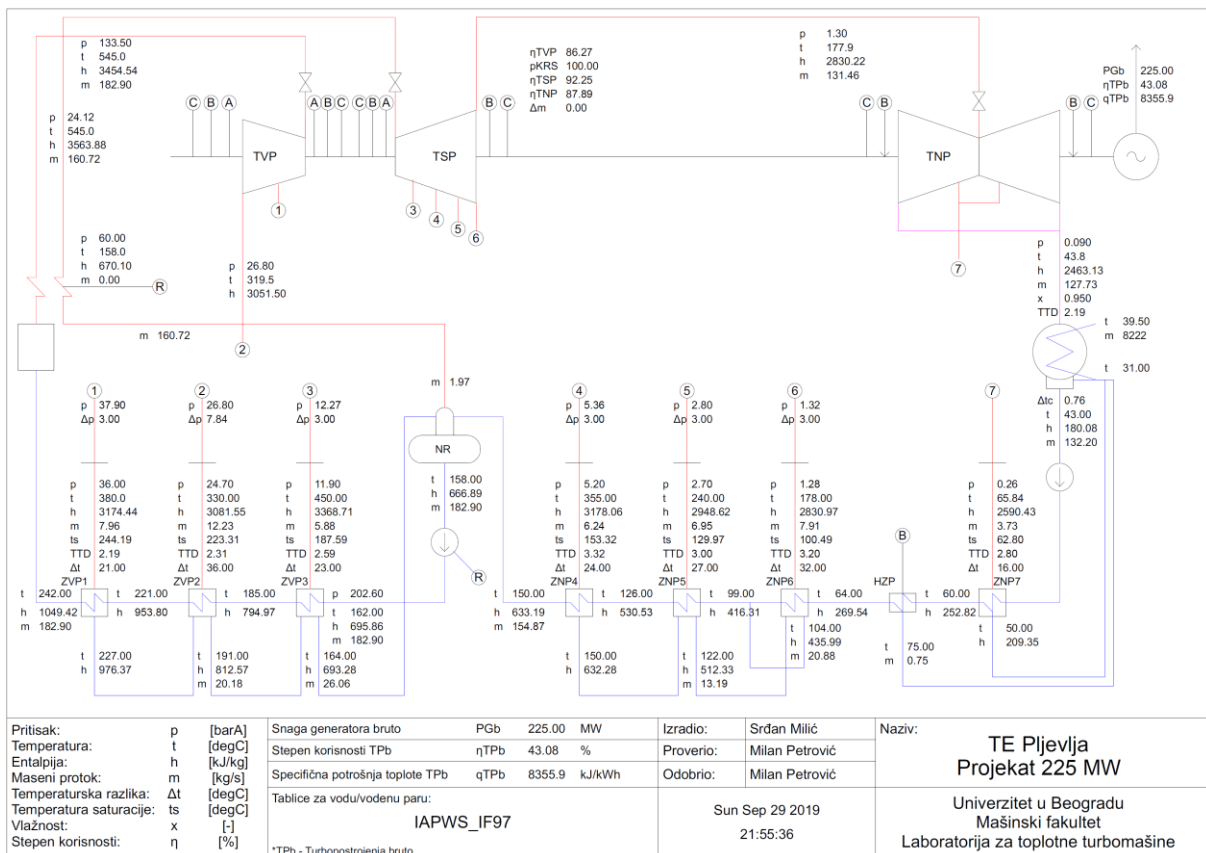 p 133.50
t 545.0
h 3454.54
m 182.90
p 24.12
t 545.0
h 3563.88
m 160.72
ηTVP 86.27
pKRS 100.00
ηTSP 92.25
ηTNP 87.89
Δm 0.00
p 1.30
t 177.9
h 2830.22
m 131.46
PGb 225.00
ηTPb 43.08
qTPb 8355.9
C B A
A B C C B A
B C
C B
B C
TVP
TSP
TNP
1
3
4
5
6
7
p 60.00
t 158.0
h 670.10
m 0.00
R
p 26.80
t 319.5
h 3051.50
m 160.72
2
p 0.090
t 43.8
h 2463.13
m 127.73
x 0.950
TTD 2.19
t 39.50
m 8222
t 31.00
Δtc 0.76
t 43.00
h 180.08
m 132.20
1
p 37.90
Δp 3.00
2
p 26.80
Δp 7.84
3
p 12.27
Δp 3.00
m 1.97
NR
4
p 5.36
Δp 3.00
5
p 2.80
Δp 3.00
6
p 1.32
Δp 3.00
7
p 36.00
t 380.0
h 3174.44
m 7.96
ts 244.19
TTD 2.19
Δt 21.00
ZVP1
p 24.70
t 330.00
h 3081.55
m 12.23
ts 223.31
TTD 2.31
Δt 36.00
ZVP2
p 11.90
t 450.00
h 3368.71
m 5.88
ts 187.59
TTD 2.59
Δt 23.00
ZVP3
t 158.00
h 666.89
m 182.90
R
p 5.20
t 355.00
h 3178.06
m 6.24
ts 153.32
TTD 3.32
Δt 24.00
ZNP4
p 2.70
t 240.00
h 2948.62
m 6.95
ts 129.97
TTD 3.00
Δt 27.00
ZNP5
p 1.28
t 178.00
h 2830.97
m 7.91
ts 100.49
TTD 3.20
Δt 32.00
ZNP6
B
HZP
p 0.26
t 65.84
h 2590.43
m 3.73
ts 62.80
TTD 2.80
Δt 16.00
ZNP7
t 242.00
h 1049.42
m 182.90
t 221.00
h 953.80
t 185.00
h 794.97
p 202.60
t 162.00
h 695.86
m 182.90
t 150.00
h 633.19
m 154.87
t 126.00
h 530.53
t 99.00
h 416.31
t 64.00
h 269.54
t 60.00
h 252.82
t 227.00
h 976.37
t 191.00
h 812.57
m 20.18
t 164.00
h 693.28
m 26.06
t 150.00
h 632.28
t 122.00
h 512.33
m 13.19
t 104.00
h 435.99
m 20.88
t 75.00
m 0.75
t 50.00
h 209.35
Pritisak: p [barA]
Temperatura: t [degC]
Entalpija: h [kJ/kg]
Maseni protok: m [kg/s]
Temperaturska razlika: Δt [degC]
Temperatura saturacije: ts [degC]
Vlažnost: x [-]
Stepen korisnosti: η [%]
Snaga generatora bruto PGb 225.00 MW
Stepen korisnosti TPb ηTPb 43.08 %
Specifična potrošnja toplote TPb qTPb 8355.9 kJ/kWh
Tablice za vodu/vodenu paru:
IAPWS_IF97
*TPb - Turbopostrojenja bruto
Izradio: Srđan Milić
Proverio: Milan Petrović
Odobrio: Milan Petrović
Sun Sep 29 2019
21:55:36
Naziv:
TE Pljevlja
Projekat 225 MW
Univerzitet u Beogradu
Mašinski fakultet
Laboratorija za toplotne turbomašine